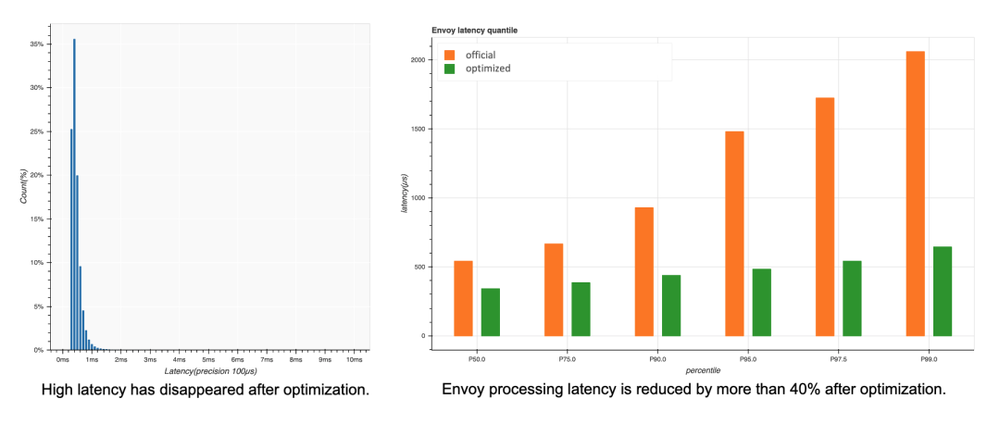 35%
30%
25%
20%
15%
10%
5%
0%
Count(%)
0ms 1ms 2ms 3ms 4ms 5ms 6ms 7ms 8ms 9ms 10ms
Latency(precision 100μs)
High latency has disappeared after optimization.
Envoy latency quantile
official
optimized
2000
1500
1000
500
0
latency(μs)
P50.0 P75.0 P90.0 P95.0 P97.5 P99.0
percentile
Envoy processing latency is reduced by more than 40% after optimization.